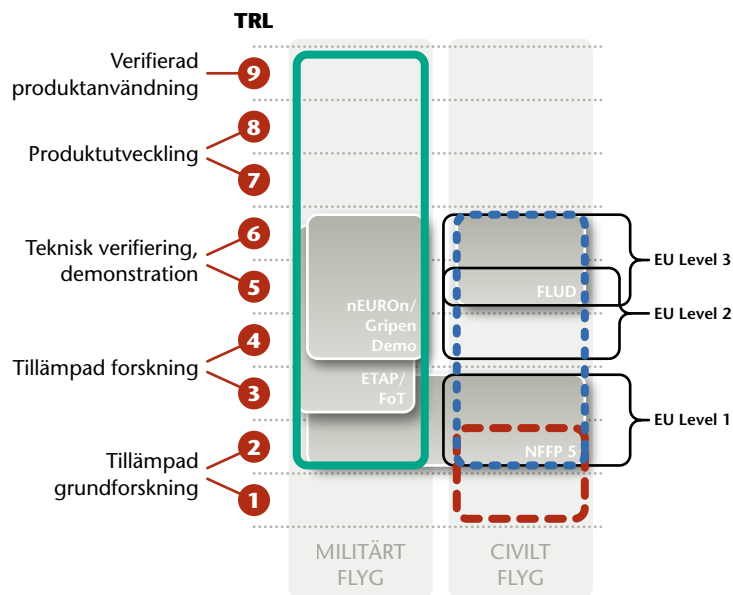 TRL
Verifierad
produktanvändning
9
8
Produktutveckling
7
6
Teknisk verifiering,
demonstration
5
EU Level 3
FLUD
nEUROn/
Gripen
Demo
EU Level 2
4
Tillämpad forskning
3
ETAP/
FoT
EU Level 1
2
Tillämpad
grundforskning
1
NFFP 5
MILITÄRT
FLYG
CIVILT
FLYG